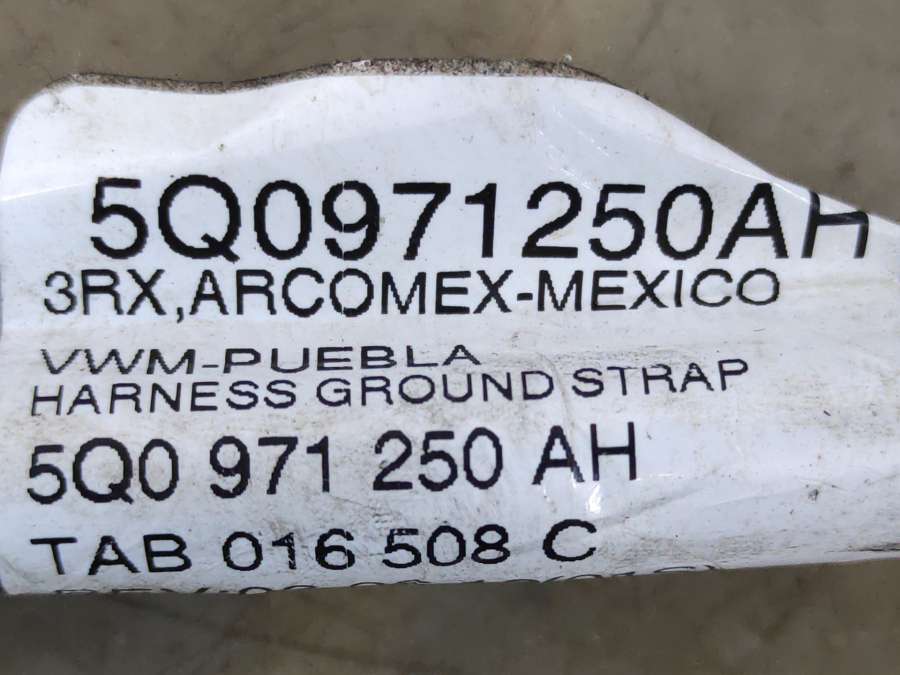 5Q0971250AH
3RX,ARCOMEX-MEXICO
VWM-PUEBLA
HARNESS GROUND STRAP
5Q0 971 250 AH
TAB 016 508 C